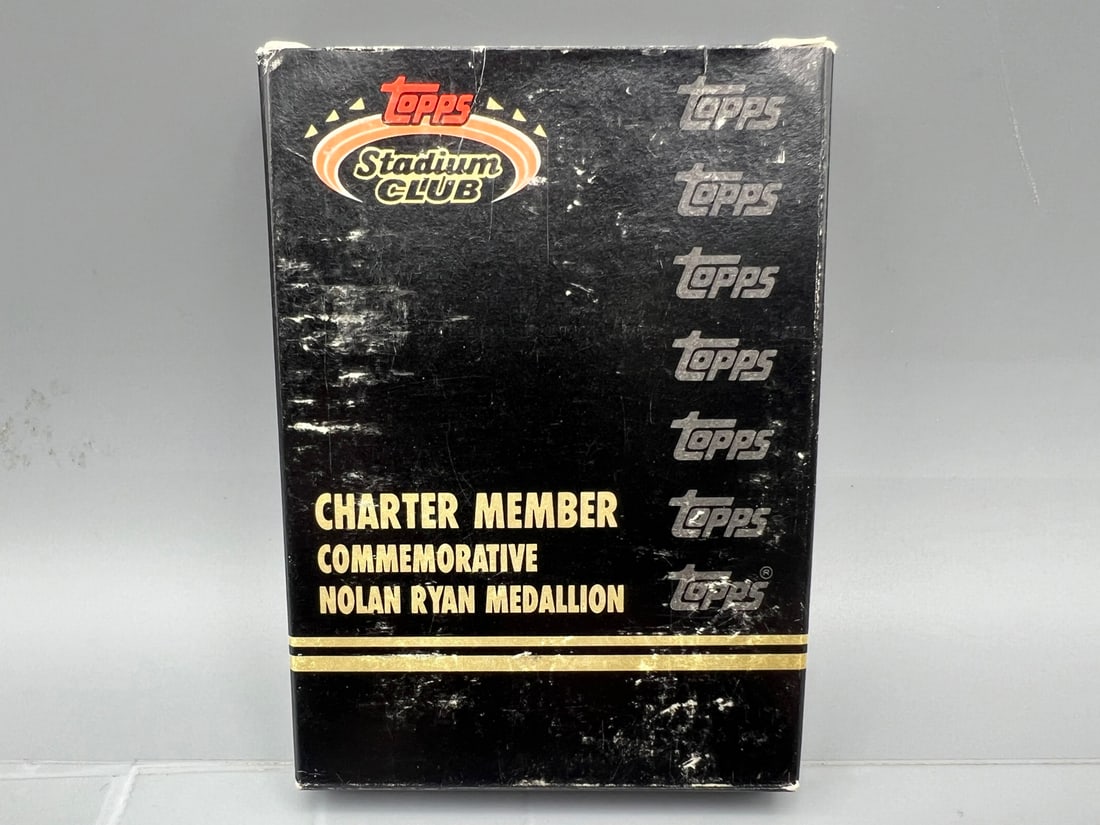 Topps
Stadium
CLUB
CHARTER MEMBER
COMMEMORATIVE
NOLAN RYAN MEDALLION
Topps
Topps
Topps
Topps
Topps
Topps
Topps®